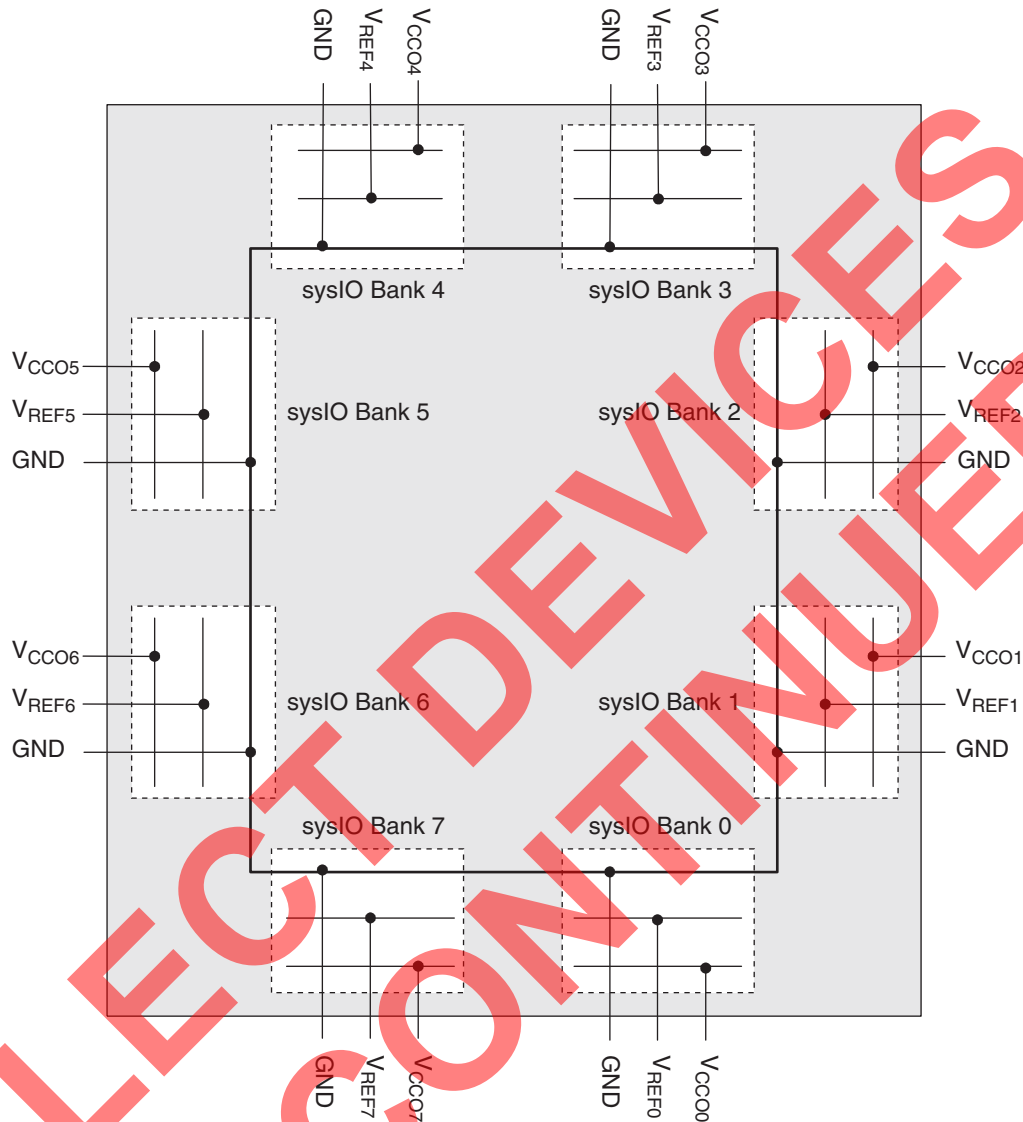 GND VREF4 VCCO4 GND VREF3 VCCO3
sysIO Bank 4 sysIO Bank 3
VCCO5 VCCO2
VREF5 sysIO Bank 5 sysIO Bank 2 VREF2
GND GND
VCCO6 VCCO1
VREF6 sysIO Bank 6 sysIO Bank 1 VREF1
GND GND
sysIO Bank 7 sysIO Bank 0
GND VREF7 VCCO7 GND VREF0 VCCO0
LECT DEVICES
CONTINUE